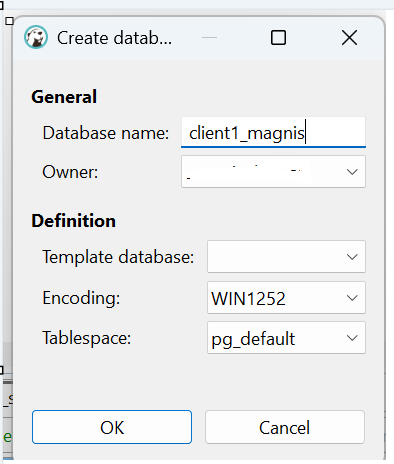 Create datab...
General
Database name: client1_magnis
Owner:
Definition
Template database:
Encoding: WIN1252
Tablespace: pg_default
OK Cancel